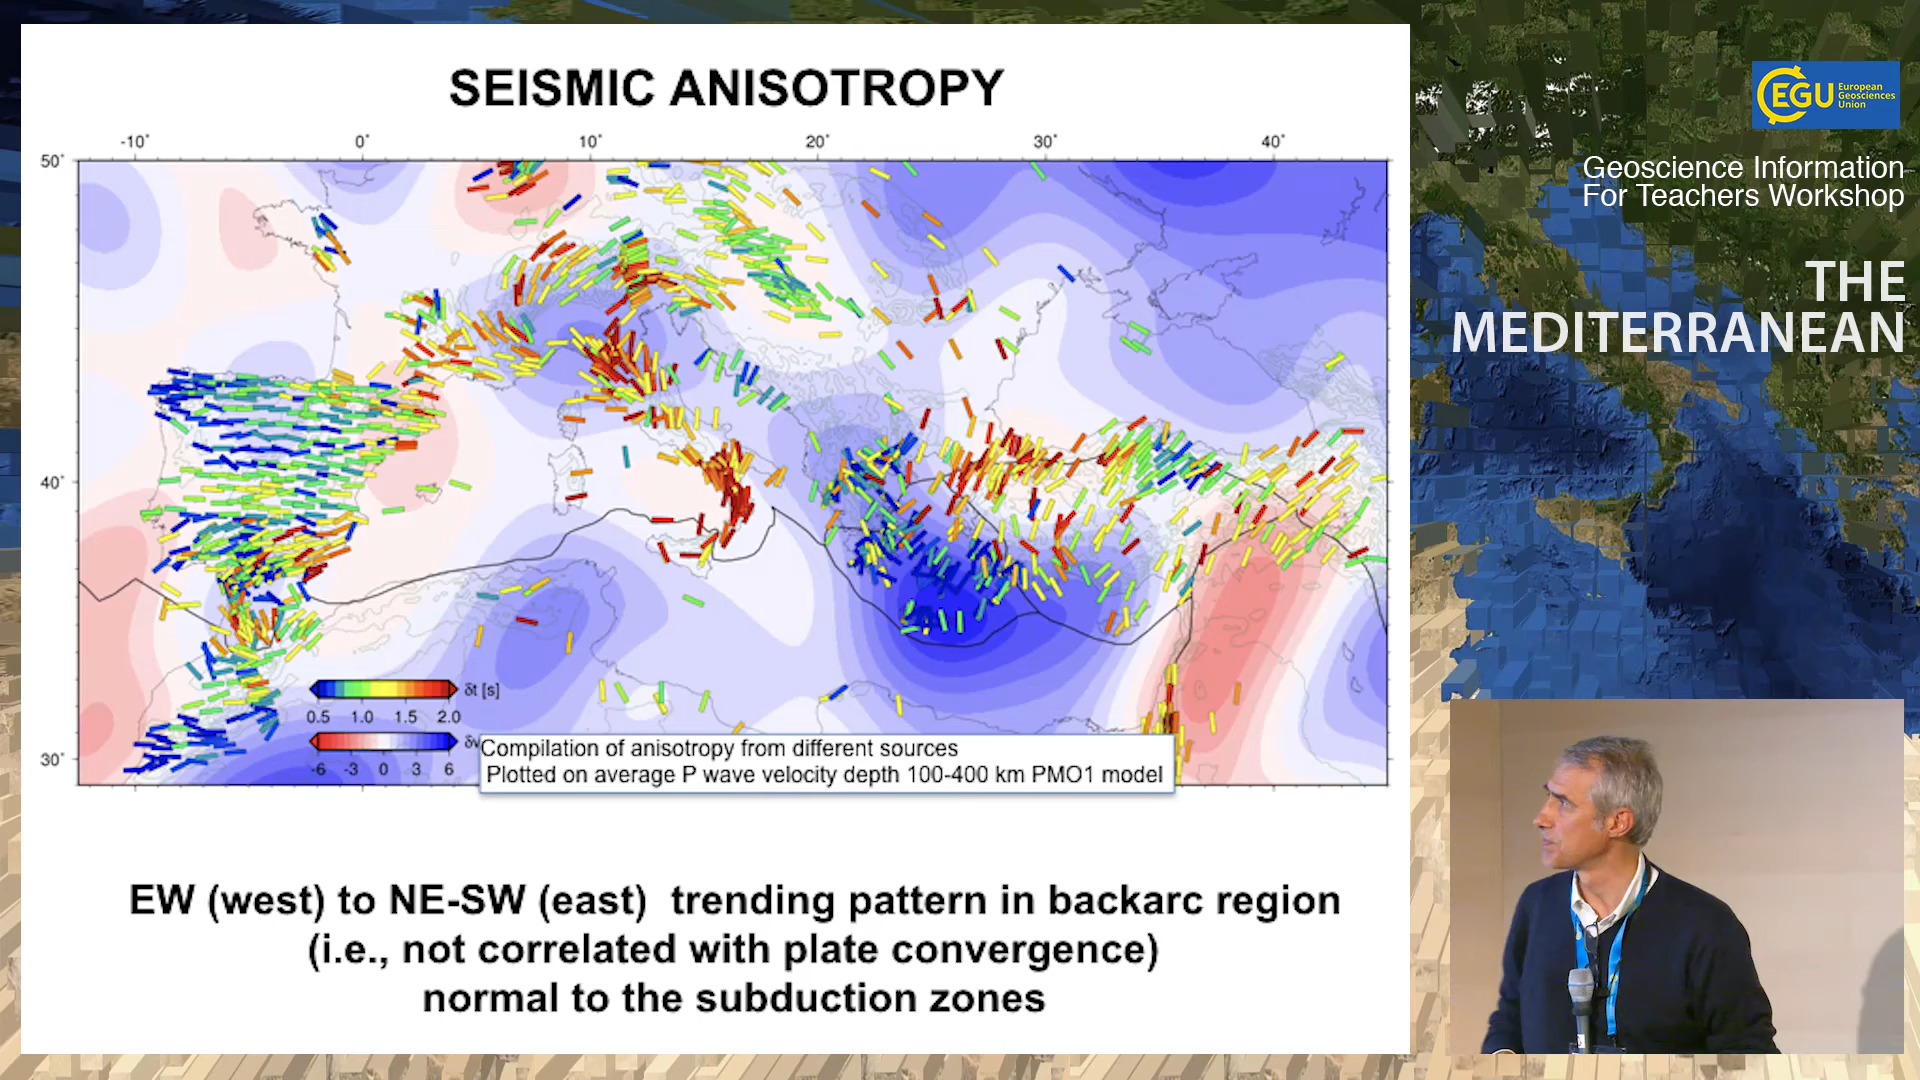 SEISMIC ANISOTROPY
-10° 0° 10° 20° 30° 40°
50°
40°
30°
δt [s]
0.5 1.0 1.5 2.0
-6 -3 0 3 6
Compilation of anisotropy from different sources
Plotted on average P wave velocity depth 100-400 km PMO1 model
EW (west) to NE-SW (east) trending pattern in backarc region
(i.e., not correlated with plate convergence)
normal to the subduction zones
EGU European
Geosciences
Union
Geoscience Information
For Teachers Workshop
THE
MEDITERRANEAN